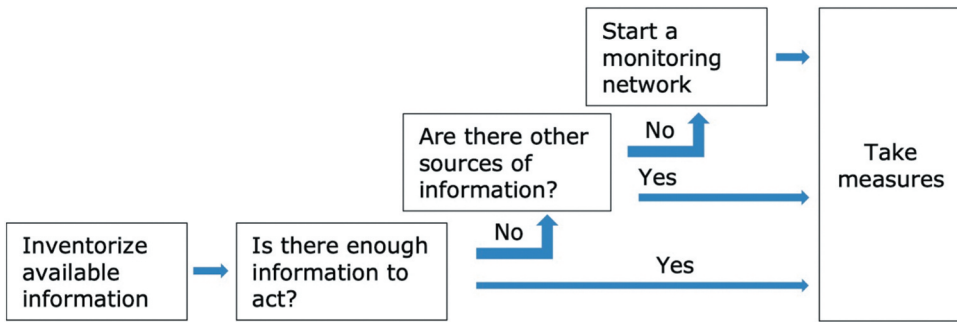 Start a
monitoring
network
Are there other
sources of
information?
No
Yes
Take
measures
Inventorize
available
information
Is there enough
information to
act?
No
Yes